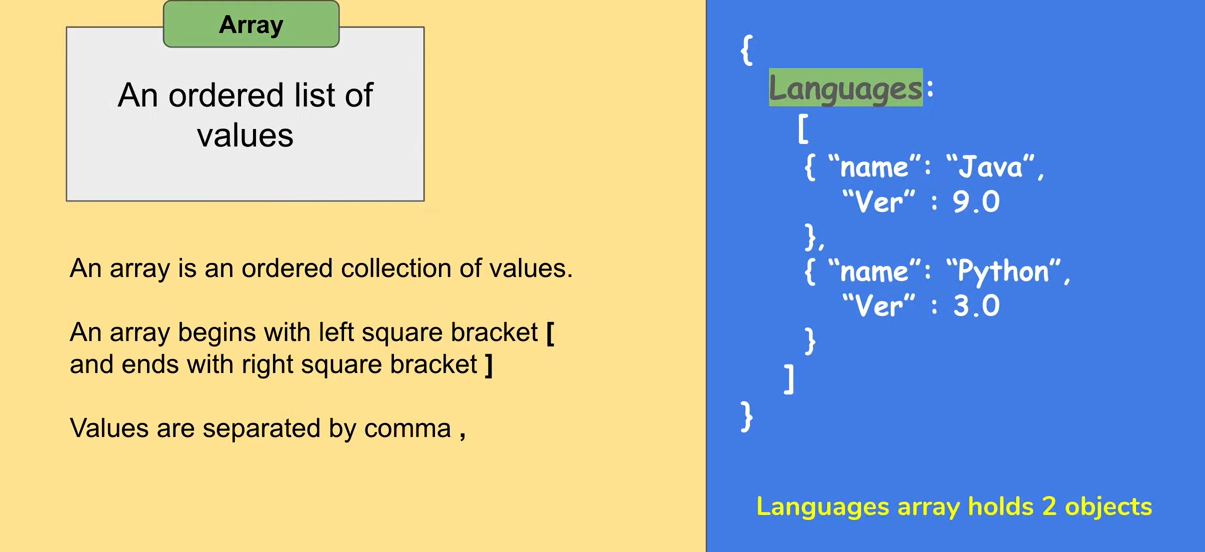 Array
An ordered list of
values
An array is an ordered collection of values.
An array begins with left square bracket [
and ends with right square bracket ]
Values are separated by comma ,
{
Languages:
[
{ “name”: “Java”,
“Ver” : 9.0
},
{ “name”: “Python”,
“Ver” : 3.0
}
]
}
Languages array holds 2 objects